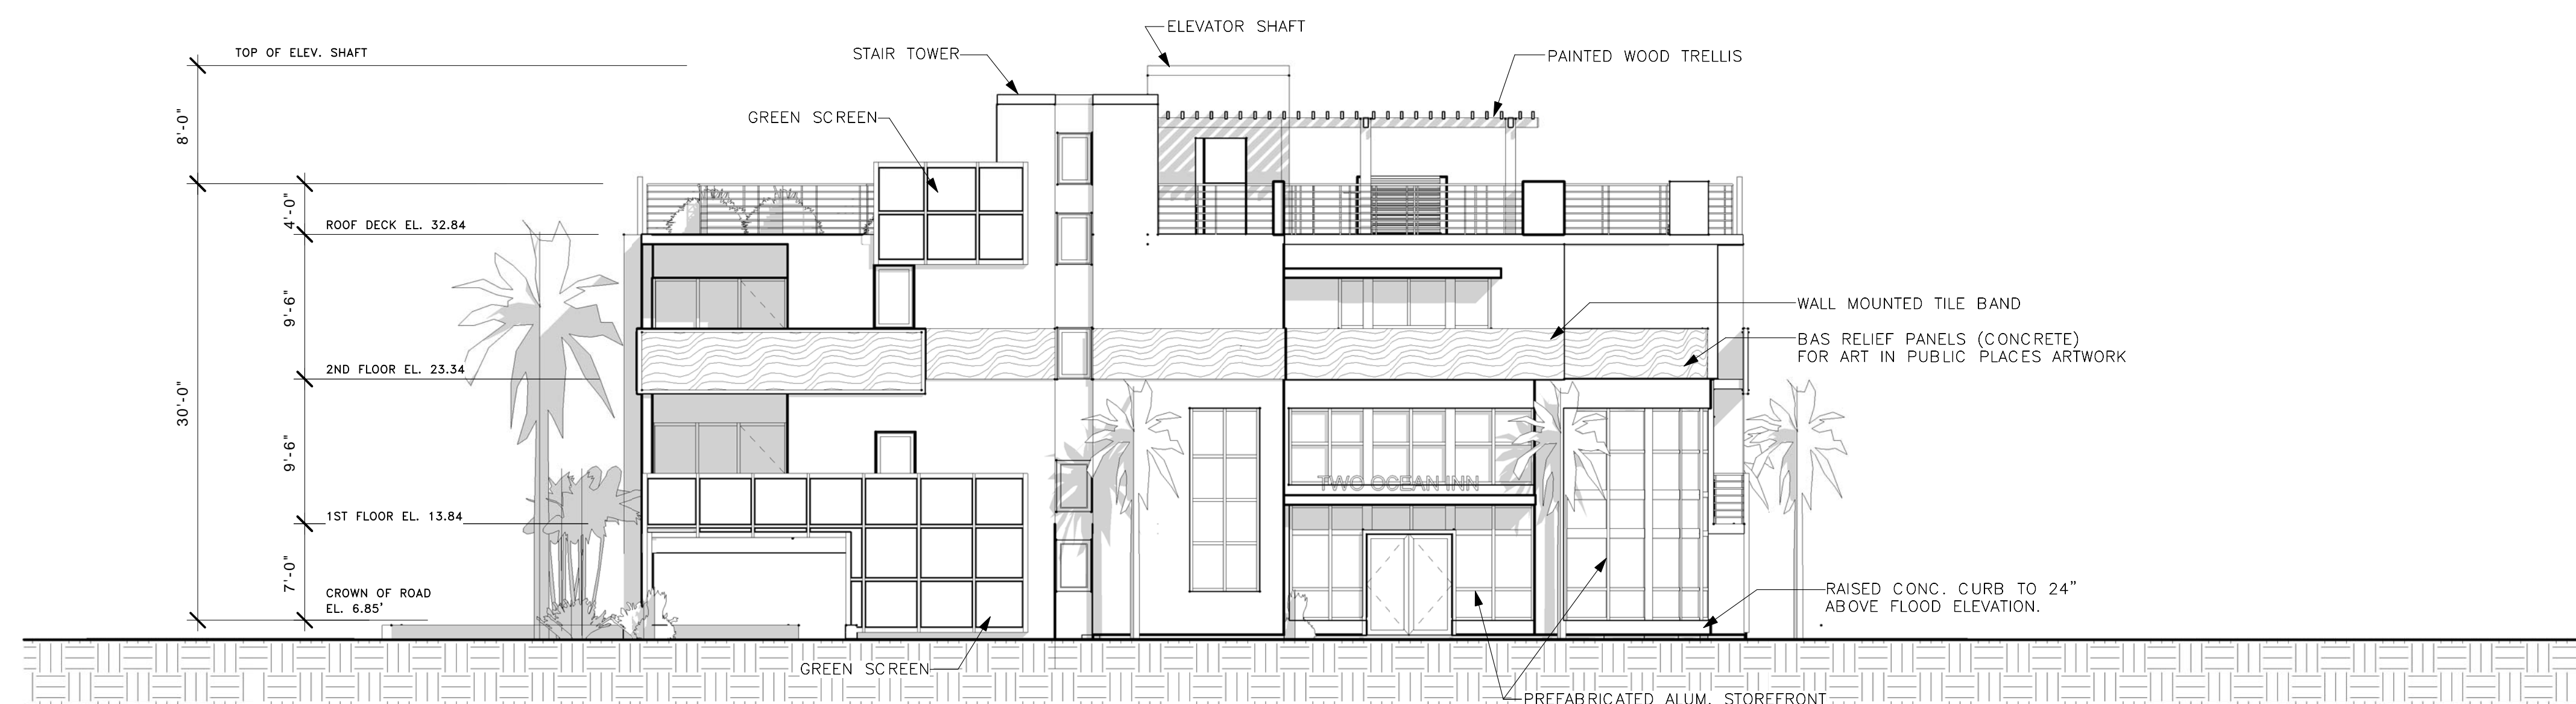 ELEVATOR SHAFT
TOP OF ELEV. SHAFT
STAIR TOWER
PAINTED WOOD TRELLIS
GREEN SCREEN
8'-0"
4'-0"
ROOF DECK EL. 32.84
9'-6"
WALL MOUNTED TILE BAND
BAS RELIEF PANELS (CONCRETE)
FOR ART IN PUBLIC PLACES ARTWORK
2ND FLOOR EL. 23.34
30'-0"
9'-6"
TWO OCEAN INN
1ST FLOOR EL. 13.84
7'-0"
CROWN OF ROAD
EL. 6.85'
RAISED CONC. CURB TO 24"
ABOVE FLOOD ELEVATION.
GREEN SCREEN
PREFABRICATED ALUM. STOREFRONT